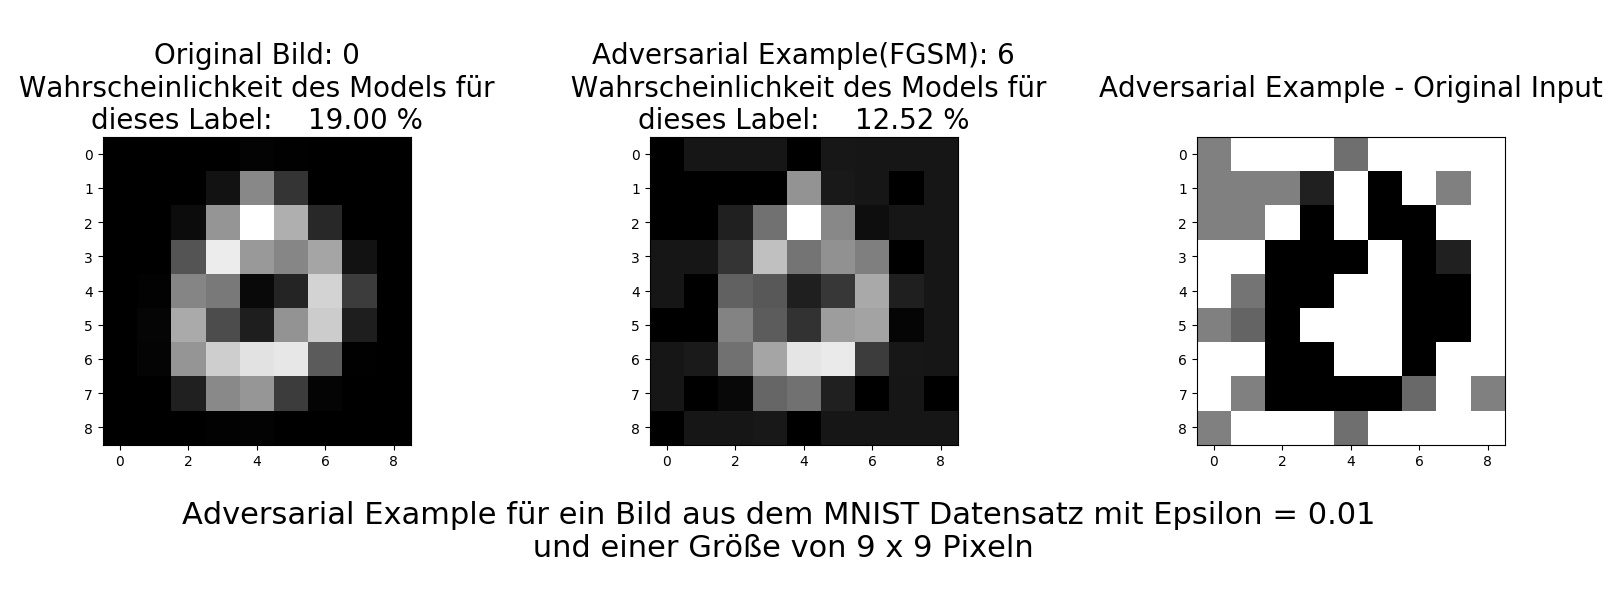 Original Bild: 0
Wahrscheinlichkeit des Models für
dieses Label: 19.00 %
Adversarial Example(FGSM): 6
Wahrscheinlichkeit des Models für
dieses Label: 12.52 %
Adversarial Example - Original Input
0
1
2
3
4
5
6
7
8
0 2 4 6 8
0
1
2
3
4
5
6
7
8
0 2 4 6 8
0
1
2
3
4
5
6
7
8
0 2 4 6 8
Adversarial Example für ein Bild aus dem MNIST Datensatz mit Epsilon = 0.01
und einer Größe von 9 x 9 Pixeln